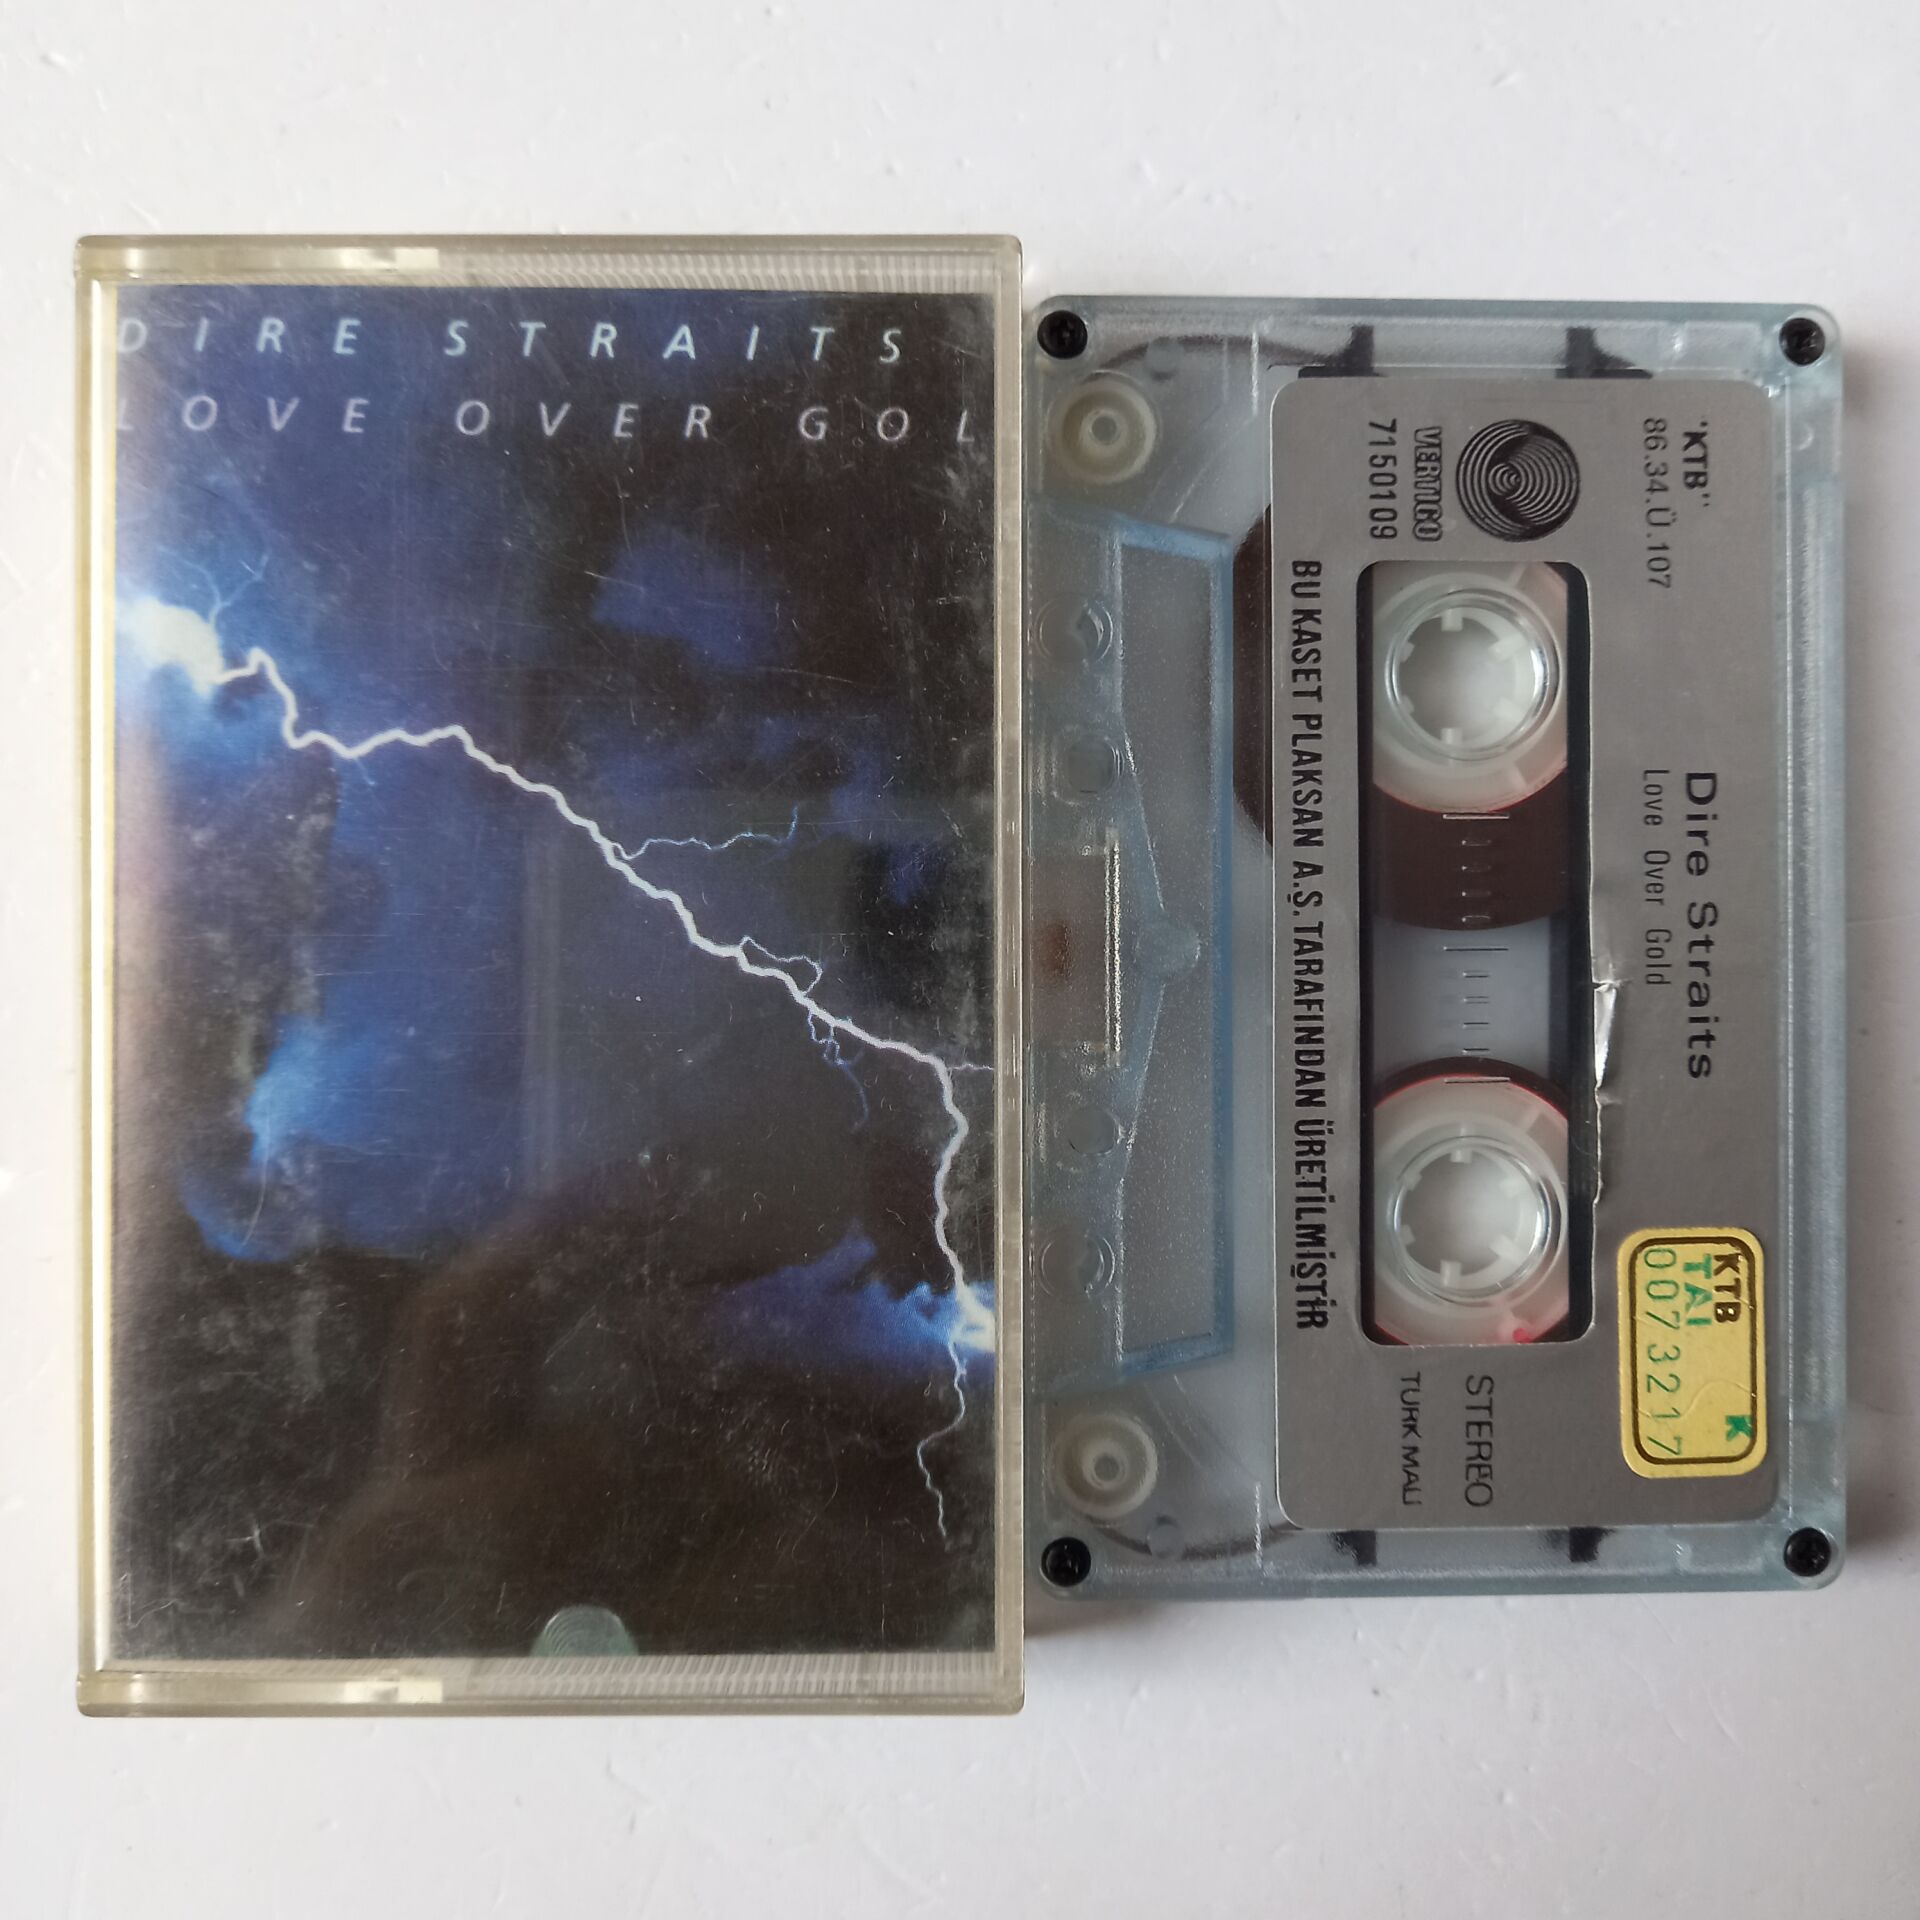 DIRE STRAITS
LOVE OVER GOL
"KTB"
86.34.Ü.107
Dire Straits
Love Over Gold
VERTIGO
7150109
BU KASET PLAKSAN A.Ş. TARAFINDAN ÜRETİLMİŞTİR
STEREO
TURK MALI
K
KTB
TAI
0073217